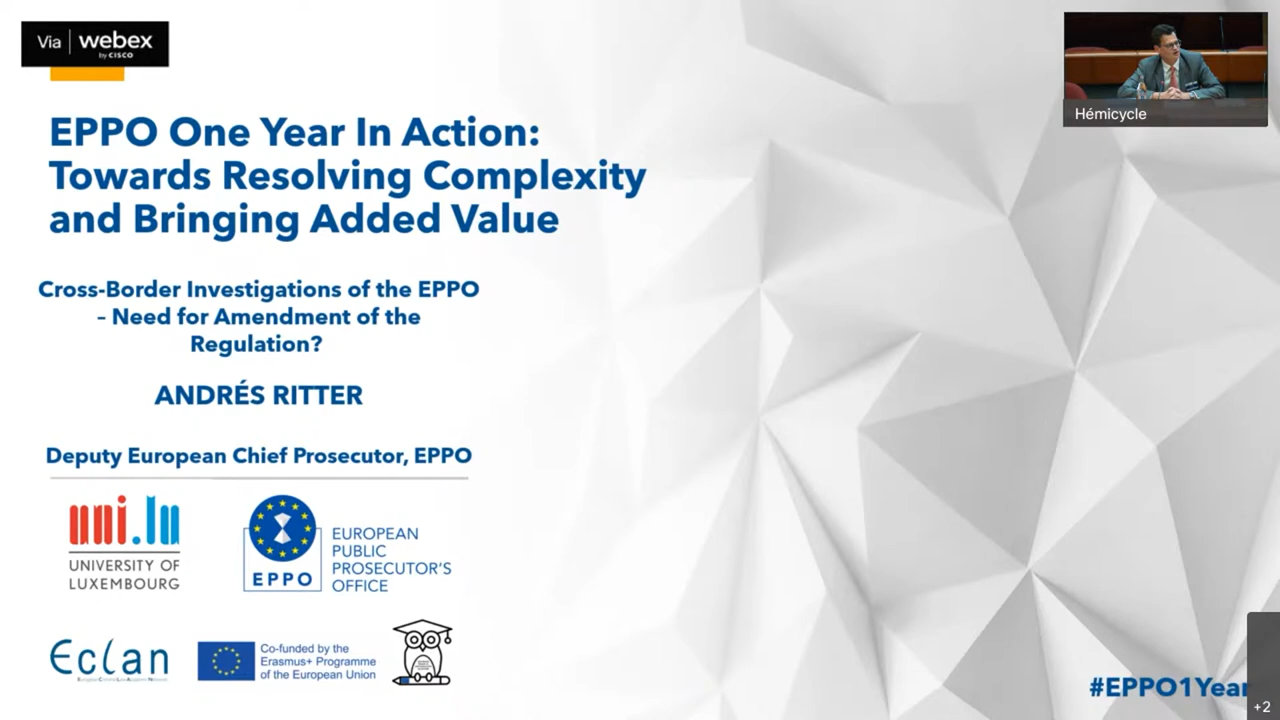 Via webex
by CISCO
Hémicycle
EPPO One Year In Action:
Towards Resolving Complexity
and Bringing Added Value
Cross-Border Investigations of the EPPO
– Need for Amendment of the
Regulation?
ANDRÉS RITTER
Deputy European Chief Prosecutor, EPPO
uni.lu
UNIVERSITY OF
LUXEMBOURG
EPPO
EUROPEAN
PUBLIC
PROSECUTOR'S
OFFICE
Eclan
Co-funded by the
Erasmus+ Programme
of the European Union
#EPPO1Year
+2